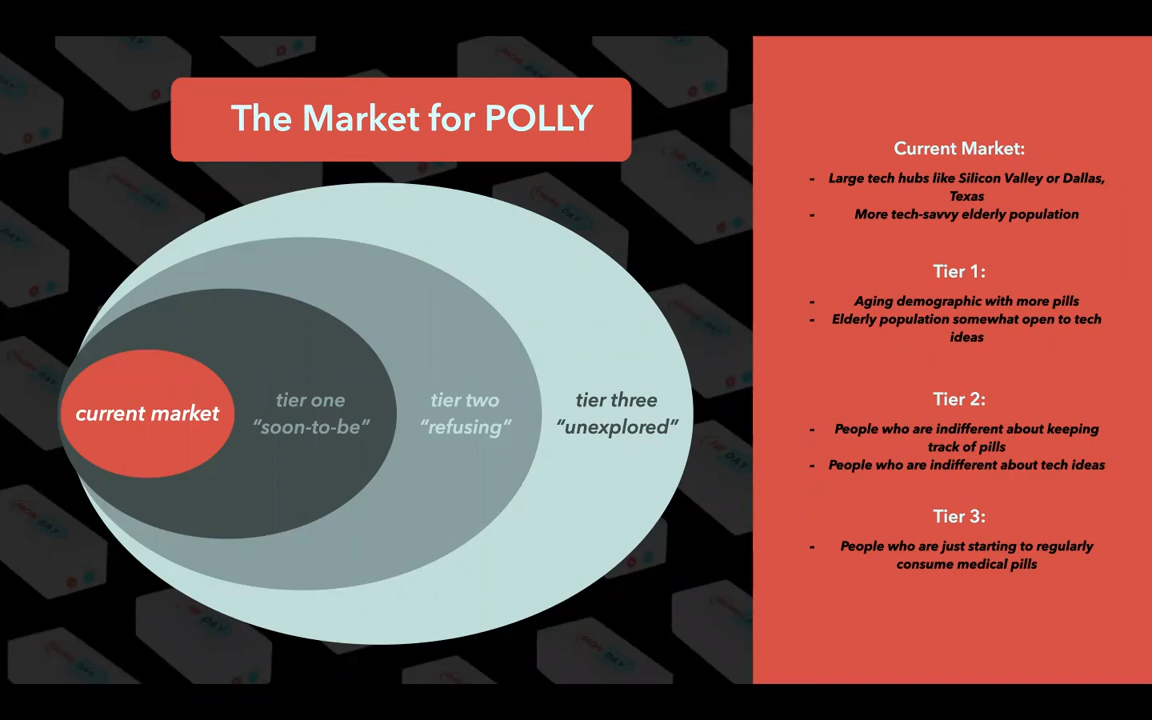 The Market for POLLY
current market
tier one
“soon-to-be”
tier two
“refusing”
tier three
“unexplored”
Current Market:
- Large tech hubs like Silicon Valley or Dallas,
Texas
- More tech-savvy elderly population
Tier 1:
- Aging demographic with more pills
- Elderly population somewhat open to tech
ideas
Tier 2:
- People who are indifferent about keeping
track of pills
- People who are indifferent about tech ideas
Tier 3:
- People who are just starting to regularly
consume medical pills